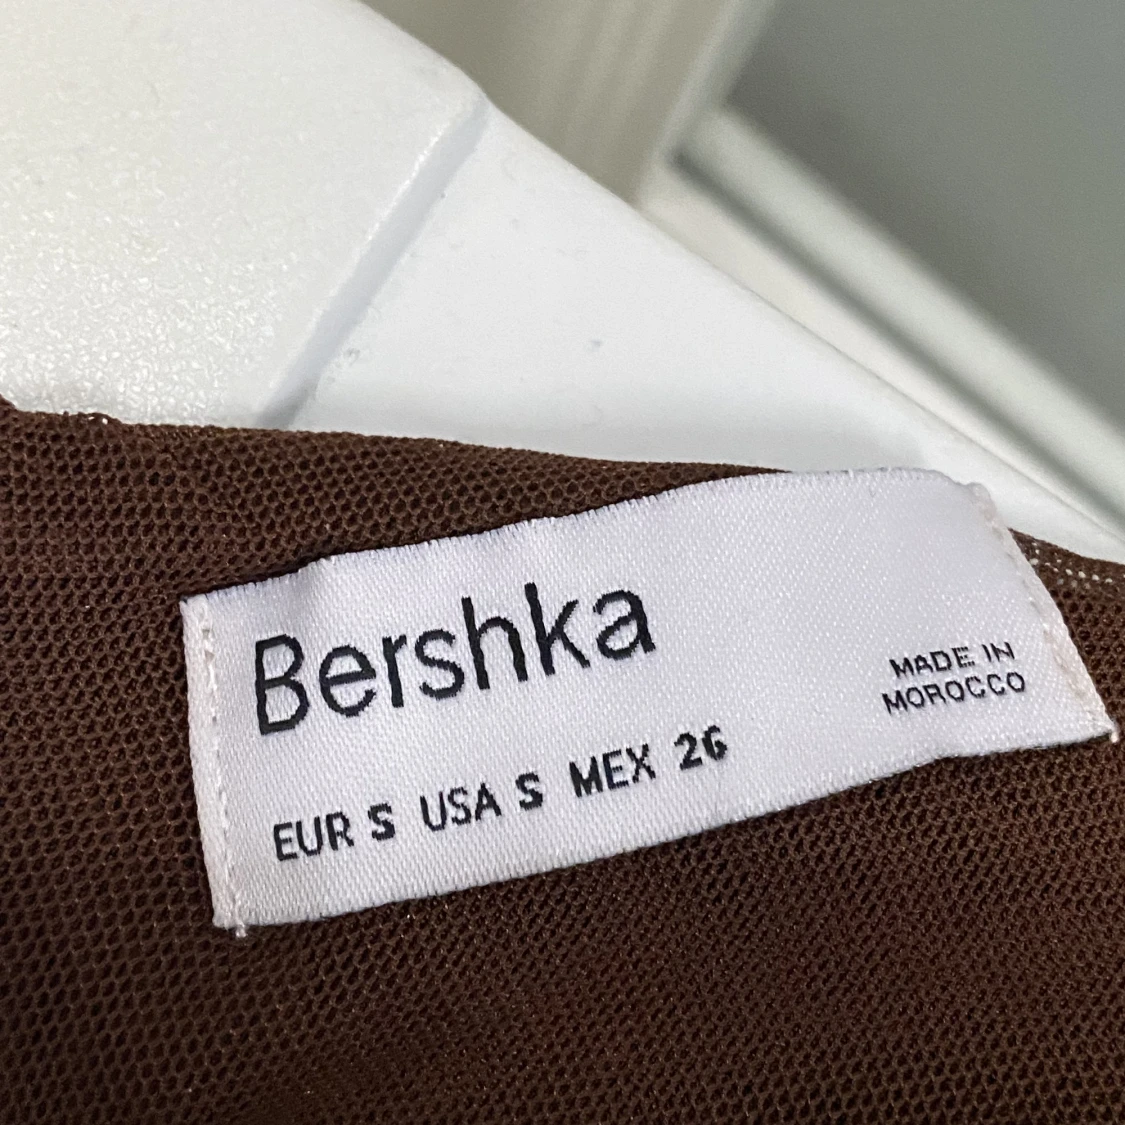 Bershka
MADE IN
MOROCCO
EUR S USA S MEX 26